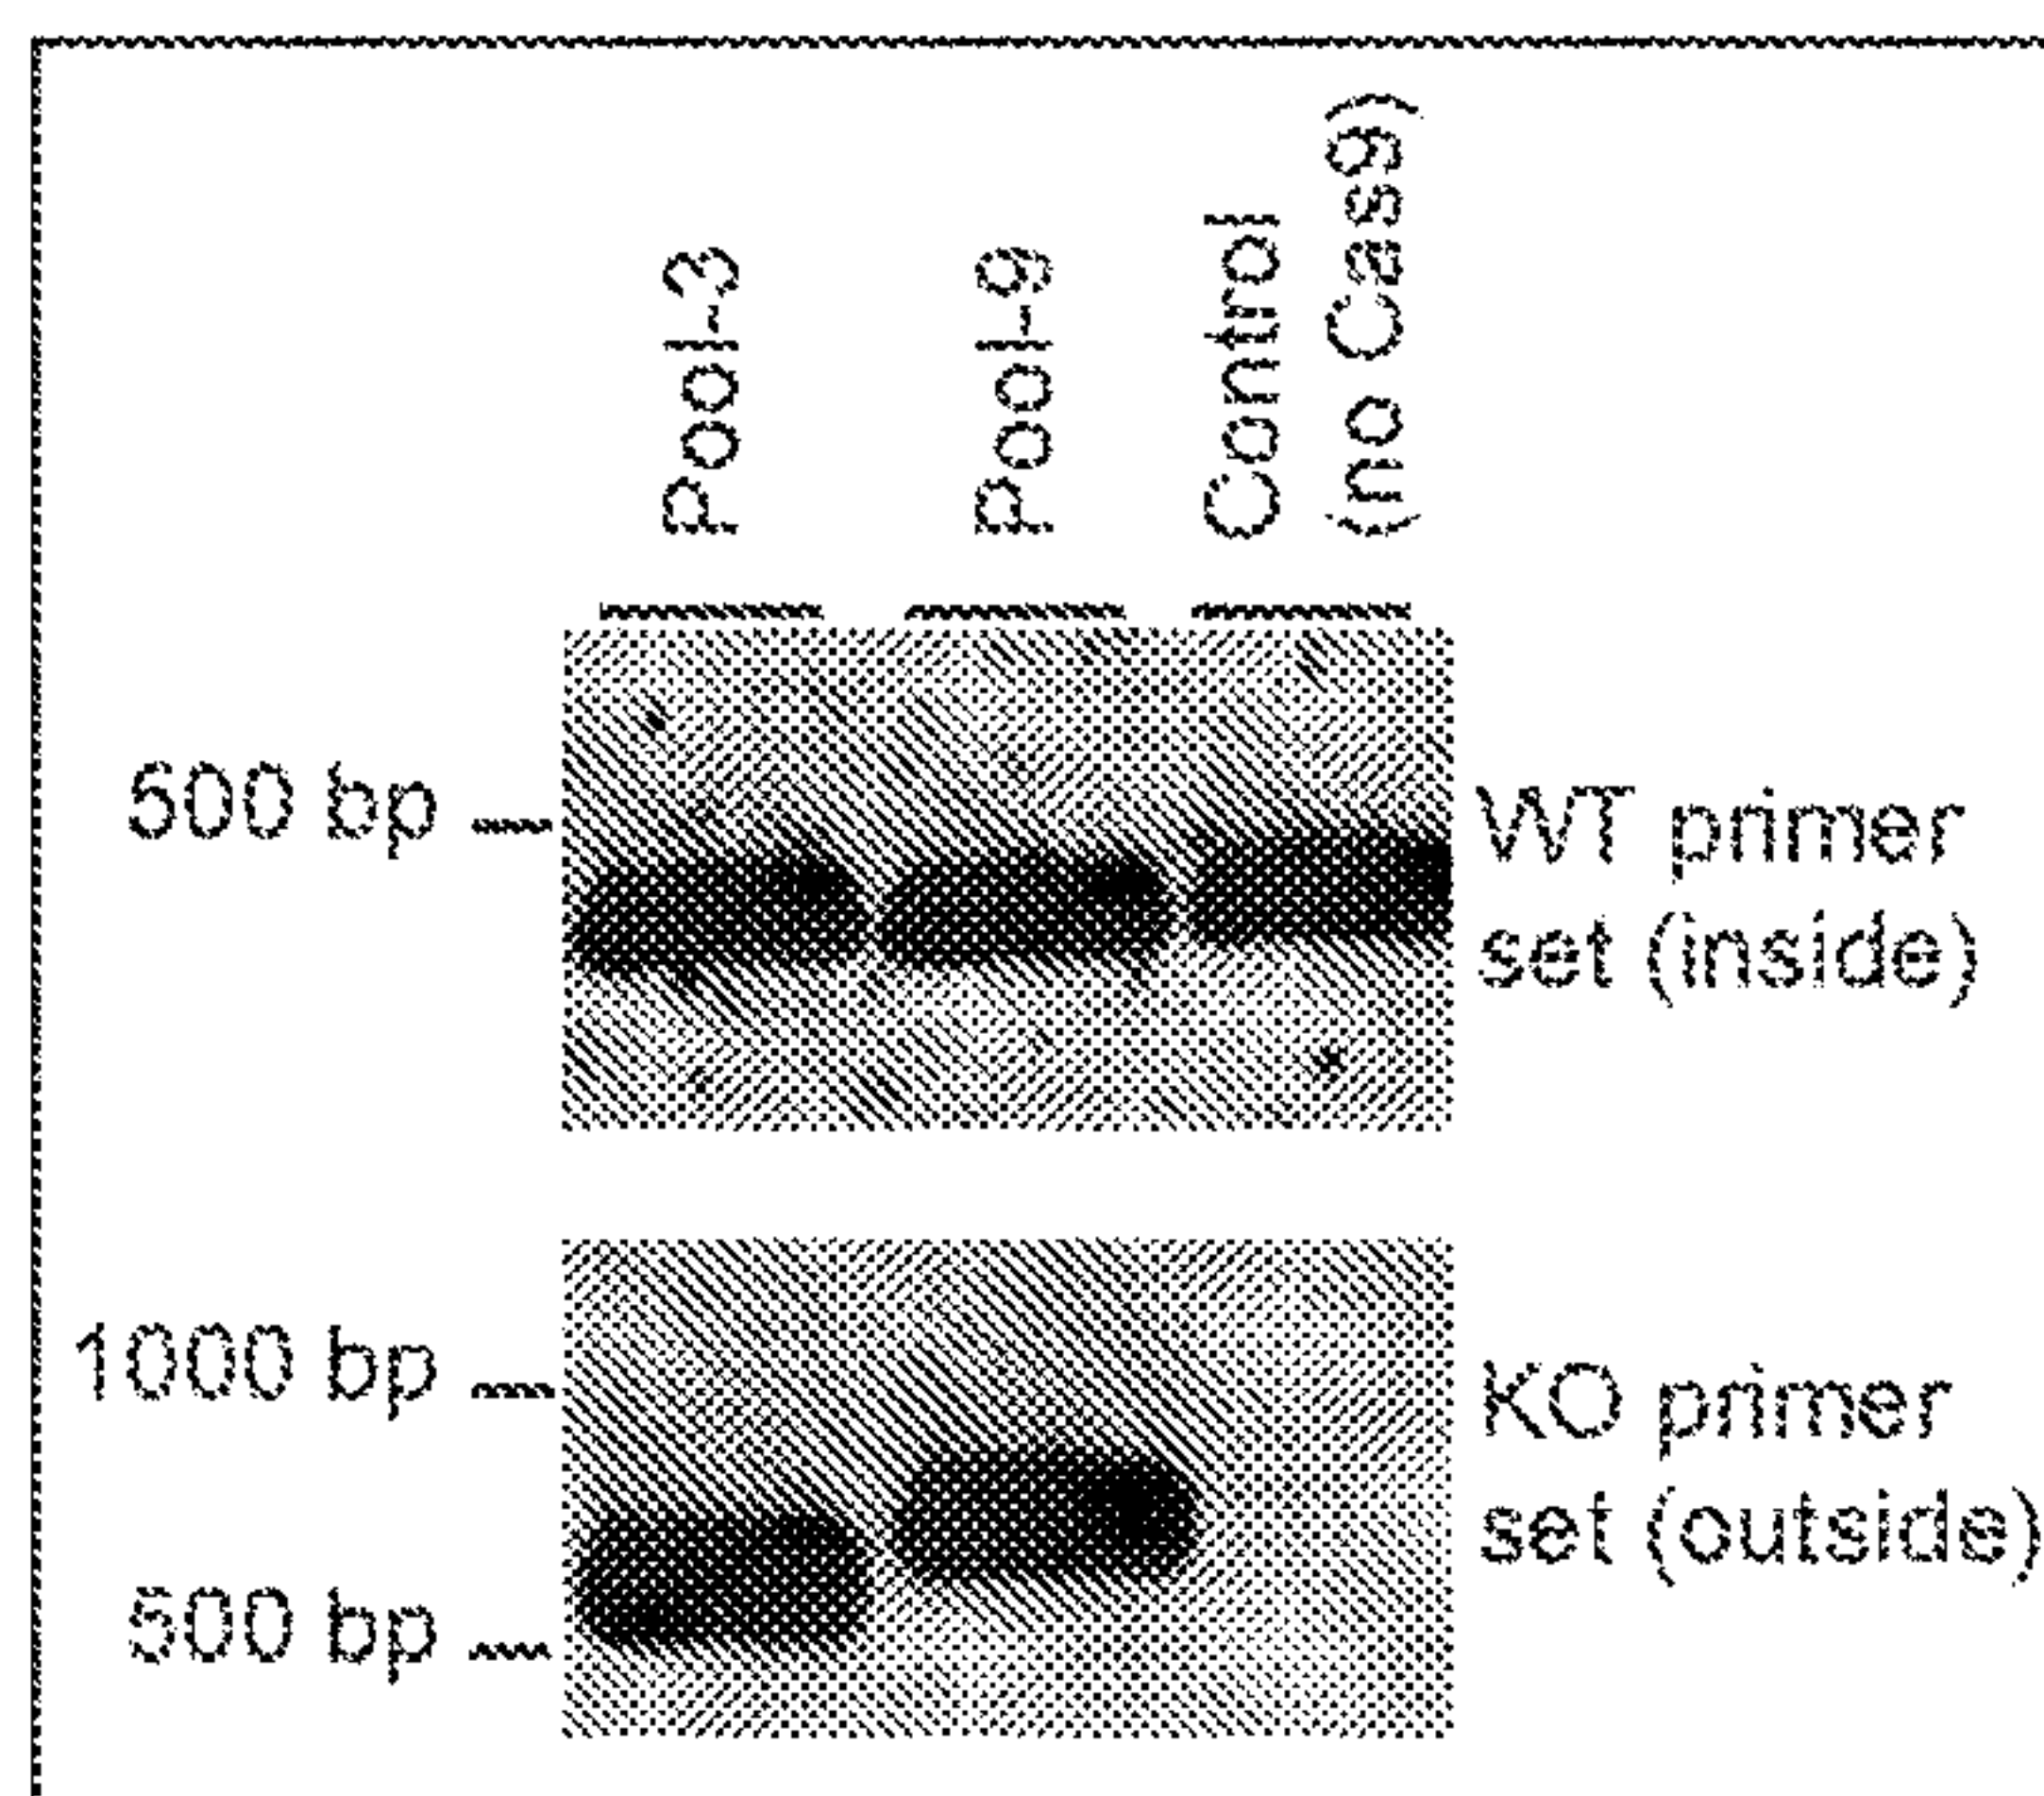 Pool-3
Pool-9
Control
(no Cas9)
500 bp
WT primer
set (inside)
1000 bp
KO primer
set (outside)
500 bp